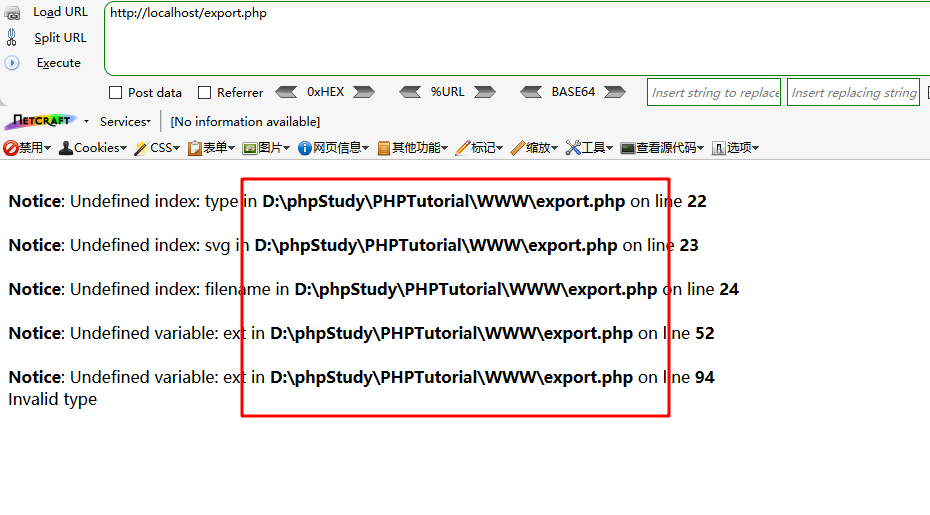 Load URL
http://localhost/export.php
Split URL
Execute
Post data Referrer 0xHEX %URL BASE64 Insert string to replace Insert replacing string
NETCRAFT Services [No information available]
禁用 Cookies CSS 表单 图片 网页信息 其他功能 标记 缩放 工具 查看源代码 选项
Notice: Undefined index: type in D:\phpStudy\PHPTutorial\WWW\export.php on line 22
Notice: Undefined index: svg in D:\phpStudy\PHPTutorial\WWW\export.php on line 23
Notice: Undefined index: filename in D:\phpStudy\PHPTutorial\WWW\export.php on line 24
Notice: Undefined variable: ext in D:\phpStudy\PHPTutorial\WWW\export.php on line 52
Notice: Undefined variable: ext in D:\phpStudy\PHPTutorial\WWW\export.php on line 94
Invalid type